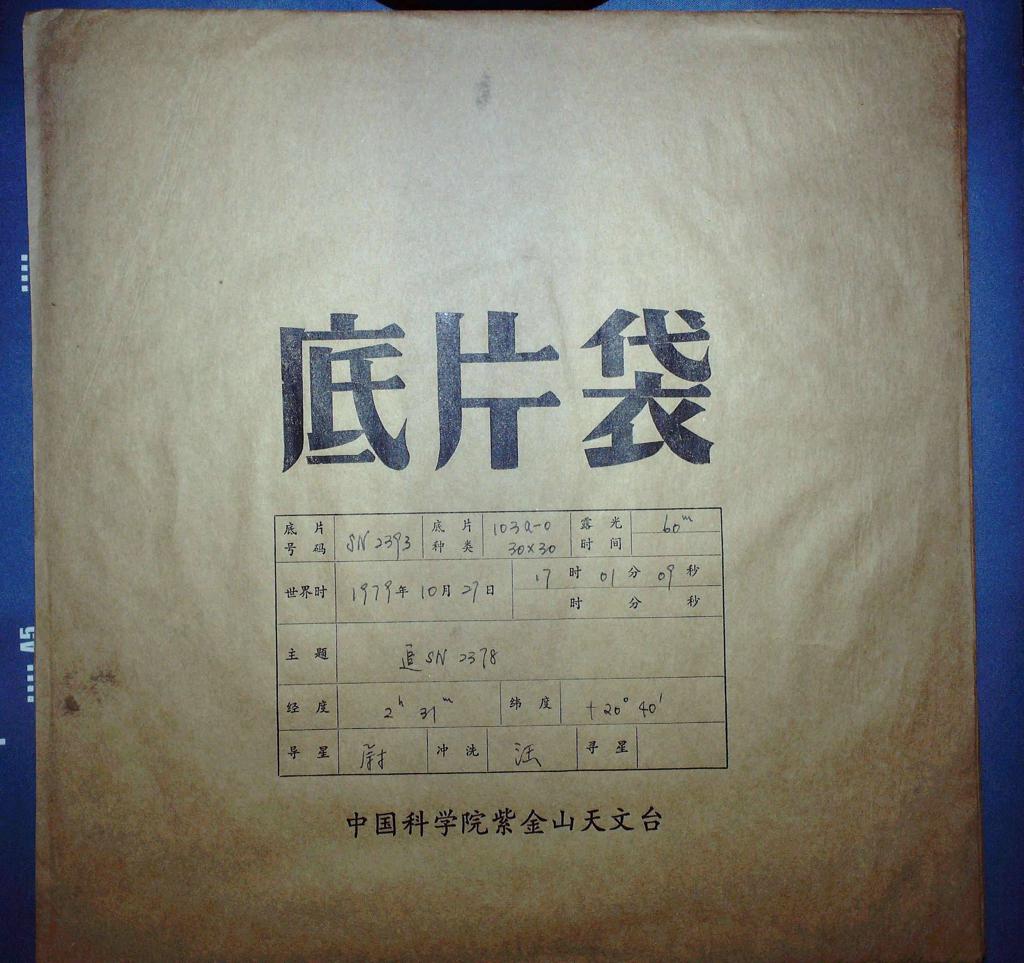 底片袋
底片号码 SN 2393 底片种类 103a-0 30×30 露光时间 60m
世界时 1979年 10月 27日 17时 01分 09秒
时 分 秒
主题 追 SN 2378
经度 2h 31m 纬度 +20° 40'
导星 尉 冲洗 汪 寻星
中国科学院紫金山天文台